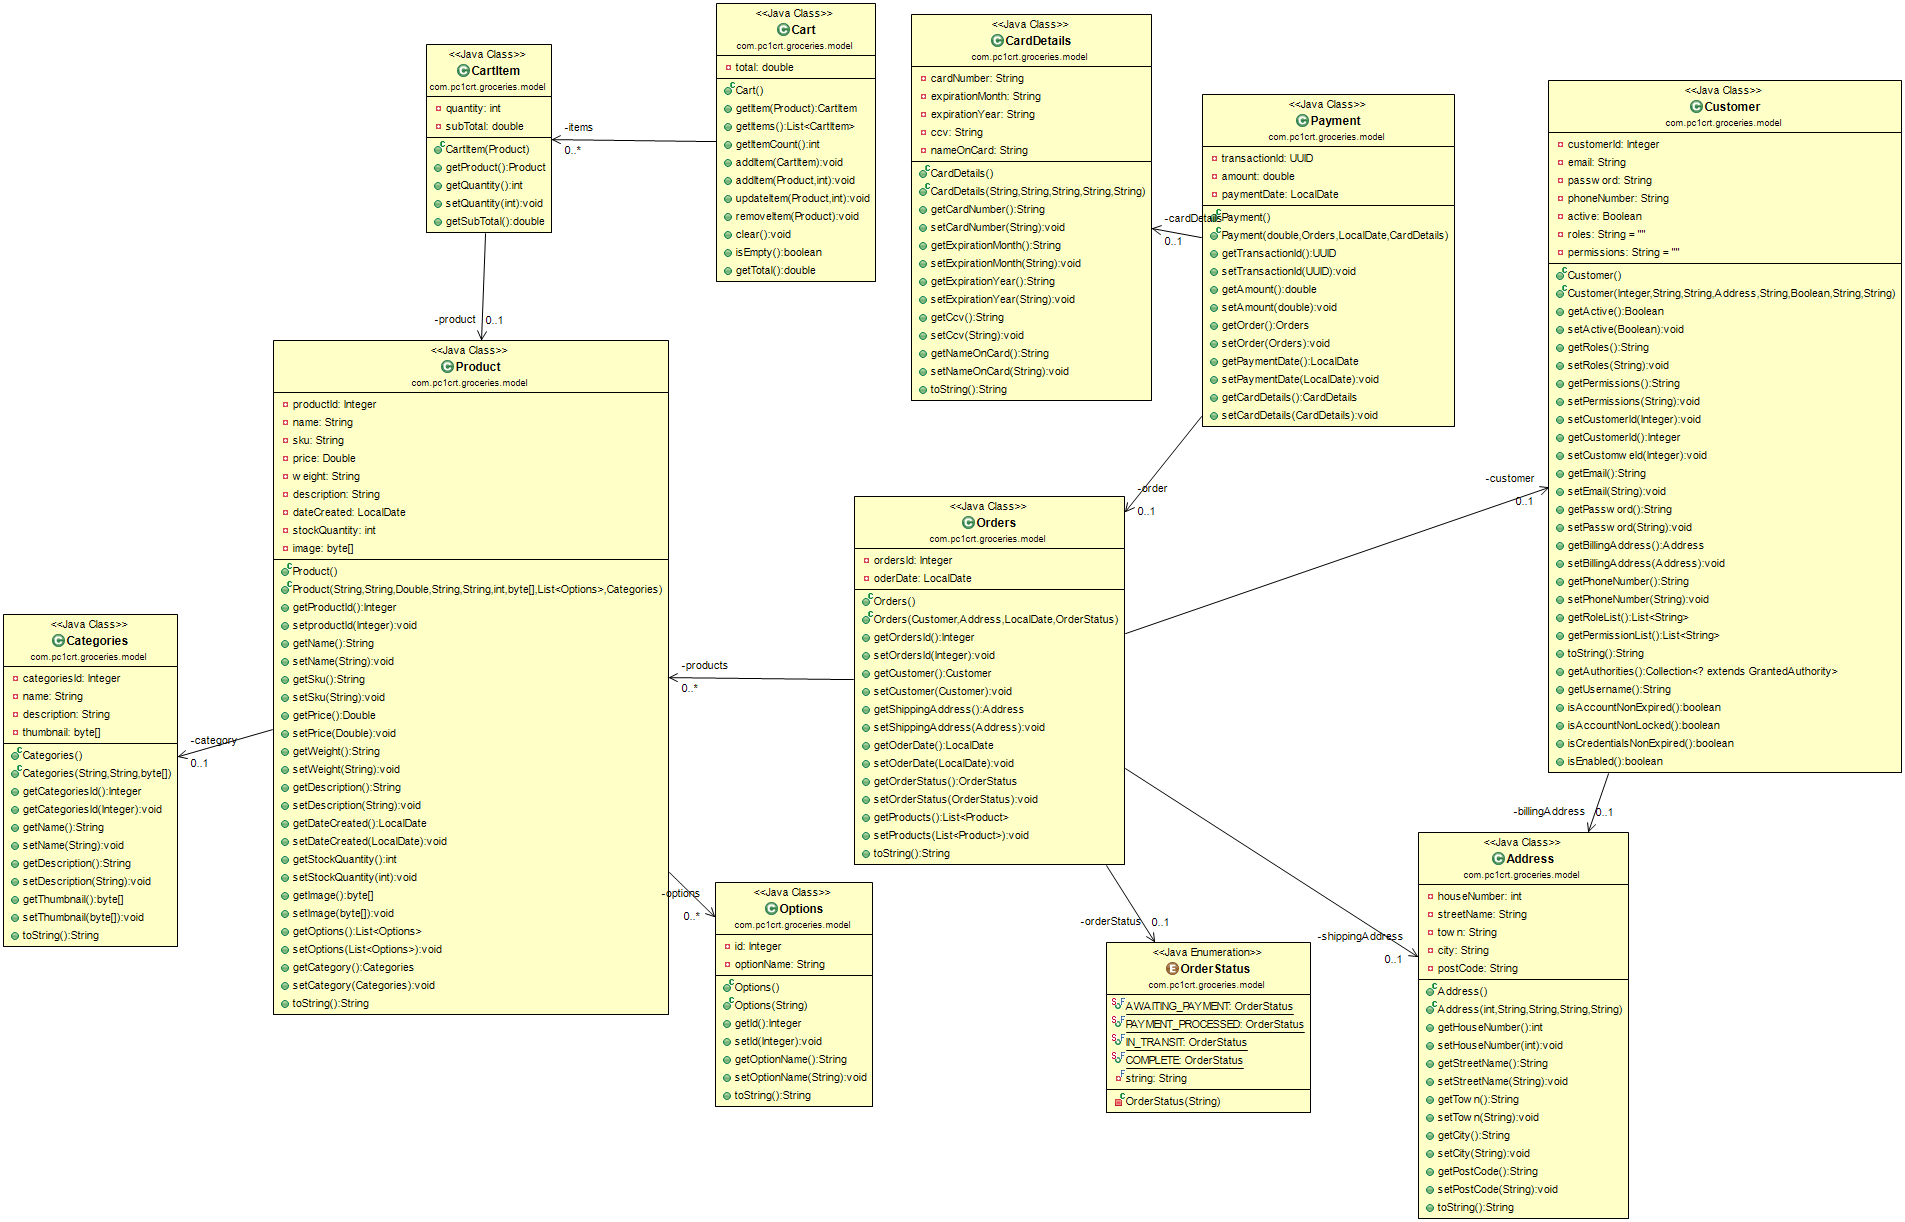 <<Java Class>>
CartItem
com.pc1crt.groceries.model
quantity: int
subTotal: double
CartItem(Product)
getProduct():Product
getQuantity():int
setQuantity(int):void
getSubTotal():double
<<Java Class>>
Cart
com.pc1crt.groceries.model
total: double
Cart()
getItem(Product):CartItem
getItems():List<CartItem>
getItemCount():int
addItem(CartItem):void
addItem(Product,int):void
updateItem(Product,int):void
removeItem(Product):void
clear():void
isEmpty():boolean
getTotal():double
-items
0..*
<<Java Class>>
CardDetails
com.pc1crt.groceries.model
cardNumber: String
expirationMonth: String
expirationYear: String
ccv: String
nameOnCard: String
CardDetails()
CardDetails(String,String,String,String,String)
getCardNumber():String
setCardNumber(String):void
getExpirationMonth():String
setExpirationMonth(String):void
getExpirationYear():String
setExpirationYear(String):void
getCcv():String
setCcv(String):void
getNameOnCard():String
setNameOnCard(String):void
toString():String
-cardDetails
0..1
<<Java Class>>
Payment
com.pc1crt.groceries.model
transactionId: UUID
amount: double
paymentDate: LocalDate
Payment()
Payment(double,Orders,LocalDate,CardDetails)
getTransactionId():UUID
setTransactionId(UUID):void
getAmount():double
setAmount(double):void
getOrder():Orders
setOrder(Orders):void
getPaymentDate():LocalDate
setPaymentDate(LocalDate):void
getCardDetails():CardDetails
setCardDetails(CardDetails):void
<<Java Class>>
Customer
com.pc1crt.groceries.model
customerId: Integer
email: String
password: String
phoneNumber: String
active: Boolean
roles: String = ""
permissions: String = ""
Customer()
Customer(Integer,String,String,Address,String,Boolean,String,String)
getActive():Boolean
setActive(Boolean):void
getRoles():String
setRoles(String):void
getPermissions():String
setPermissions(String):void
setCustomerId(Integer):void
getCustomerId():Integer
setCustomweId(Integer):void
getEmail():String
setEmail(String):void
getPassword():String
setPassword(String):void
getBillingAddress():Address
setBillingAddress(Address):void
getPhoneNumber():String
setPhoneNumber(String):void
getRoleList():List<String>
getPermissionList():List<String>
toString():String
getAuthorities():Collection<? extends GrantedAuthority>
getUsername():String
isAccountNonExpired():boolean
isAccountNonLocked():boolean
isCredentialsNonExpired():boolean
isEnabled():boolean
-product
0..1
<<Java Class>>
Product
com.pc1crt.groceries.model
productId: Integer
name: String
sku: String
price: Double
weight: String
description: String
dateCreated: LocalDate
stockQuantity: int
image: byte[]
Product()
Product(String,String,Double,String,String,int,byte[],List<Options>,Categories)
getProductId():Integer
setproductId(Integer):void
getName():String
setName(String):void
getSku():String
setSku(String):void
getPrice():Double
setPrice(Double):void
getWeight():String
setWeight(String):void
getDescription():String
setDescription(String):void
getDateCreated():LocalDate
setDateCreated(LocalDate):void
getStockQuantity():int
setStockQuantity(int):void
getImage():byte[]
setImage(byte[]):void
getOptions():List<Options>
setOptions(List<Options>):void
getCategory():Categories
setCategory(Categories):void
toString():String
-order
0..1
-customer
0..1
<<Java Class>>
Orders
com.pc1crt.groceries.model
ordersId: Integer
oderDate: LocalDate
Orders()
Orders(Customer,Address,LocalDate,OrderStatus)
getOrdersId():Integer
setOrdersId(Integer):void
getCustomer():Customer
setCustomer(Customer):void
getShippingAddress():Address
setShippingAddress(Address):void
getOderDate():LocalDate
setOderDate(LocalDate):void
getOrderStatus():OrderStatus
setOrderStatus(OrderStatus):void
getProducts():List<Product>
setProducts(List<Product>):void
toString():String
-products
0..*
<<Java Class>>
Categories
com.pc1crt.groceries.model
categoriesId: Integer
name: String
description: String
thumbnail: byte[]
Categories()
Categories(String,String,byte[])
getCategoriesId():Integer
getCategoriesId(Integer):void
getName():String
setName(String):void
getDescription():String
setDescription(String):void
getThumbnail():byte[]
setThumbnail(byte[]):void
toString():String
-category
0..1
-options
0..*
<<Java Class>>
Options
com.pc1crt.groceries.model
id: Integer
optionName: String
Options()
Options(String)
getId():Integer
setId(Integer):void
getOptionName():String
setOptionName(String):void
toString():String
-orderStatus
0..1
<<Java Enumeration>>
OrderStatus
com.pc1crt.groceries.model
AWAITING_PAYMENT: OrderStatus
PAYMENT_PROCESSED: OrderStatus
IN_TRANSIT: OrderStatus
COMPLETE: OrderStatus
string: String
OrderStatus(String)
-shippingAddress
0..1
-billingAddress
0..1
<<Java Class>>
Address
com.pc1crt.groceries.model
houseNumber: int
streetName: String
town: String
city: String
postCode: String
Address()
Address(int,String,String,String,String)
getHouseNumber():int
setHouseNumber(int):void
getStreetName():String
setStreetName(String):void
getTown():String
setTown(String):void
getCity():String
setCity(String):void
getPostCode():String
setPostCode(String):void
toString():String